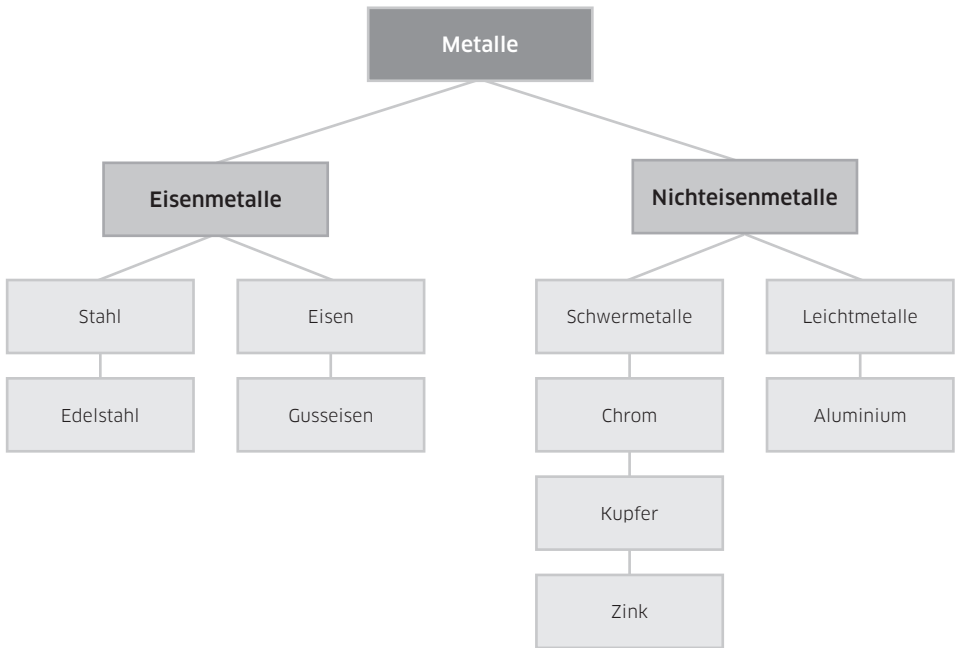 Metalle
Eisenmetalle
Nichteisenmetalle
Stahl
Eisen
Schwermetalle
Leichtmetalle
Edelstahl
Gusseisen
Chrom
Aluminium
Kupfer
Zink